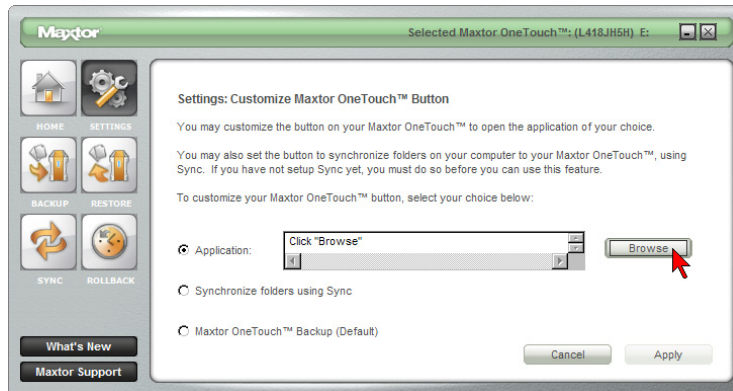 Maxtor
Selected Maxtor OneTouch™: (L418JH5H) E:
HOME SETTINGS
BACKUP RESTORE
SYNC ROLLBACK
What's New
Maxtor Support
Settings: Customize Maxtor OneTouch™ Button
You may customize the button on your Maxtor OneTouch™ to open the application of your choice.
You may also set the button to synchronize folders on your computer to your Maxtor OneTouch™, using
Sync. If you have not setup Sync yet, you must do so before you can use this feature.
To customize your Maxtor OneTouch™ button, select your choice below:
Application:
Click "Browse"
Browse
Synchronize folders using Sync
Maxtor OneTouch™ Backup (Default)
Cancel
Apply